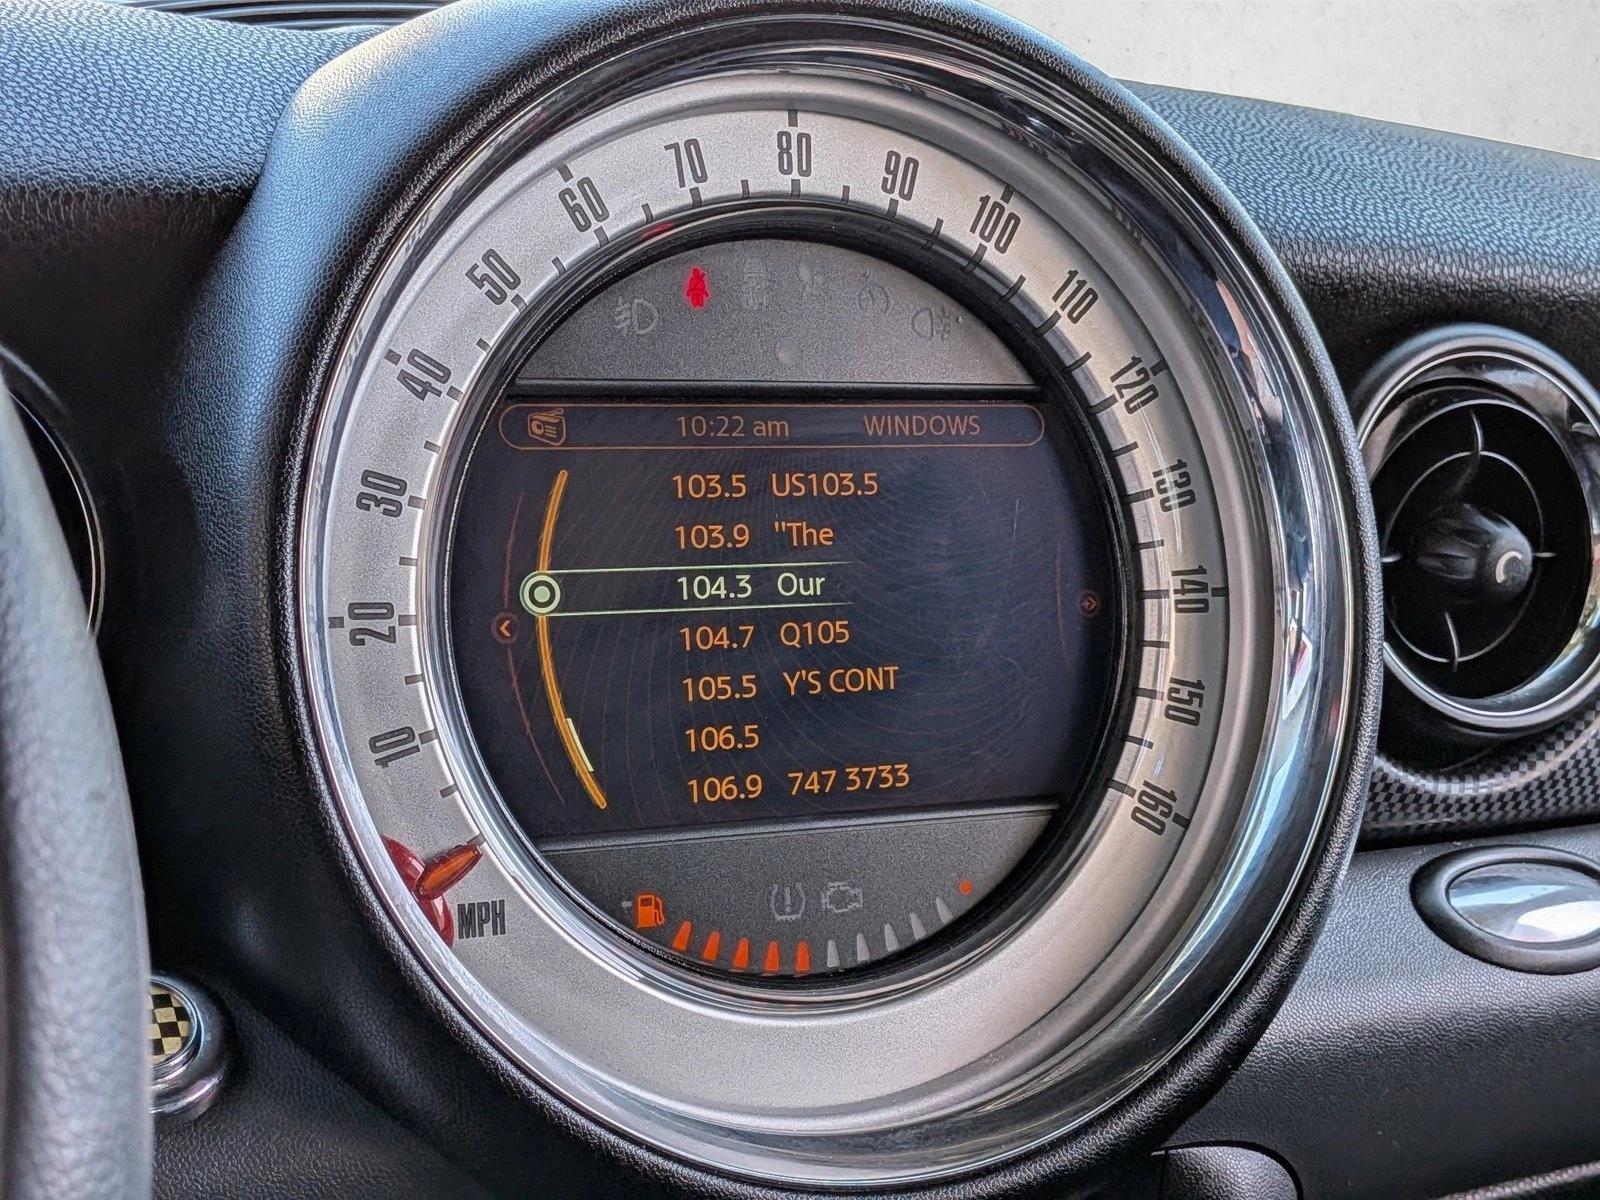 10 20 30 40 50 60 70 80 90 100 110 120 130 140 150 160
MPH
10:22 am WINDOWS
103.5 US103.5
103.9 "The
104.3 Our
104.7 Q105
105.5 Y'S CONT
106.5
106.9 747 3733